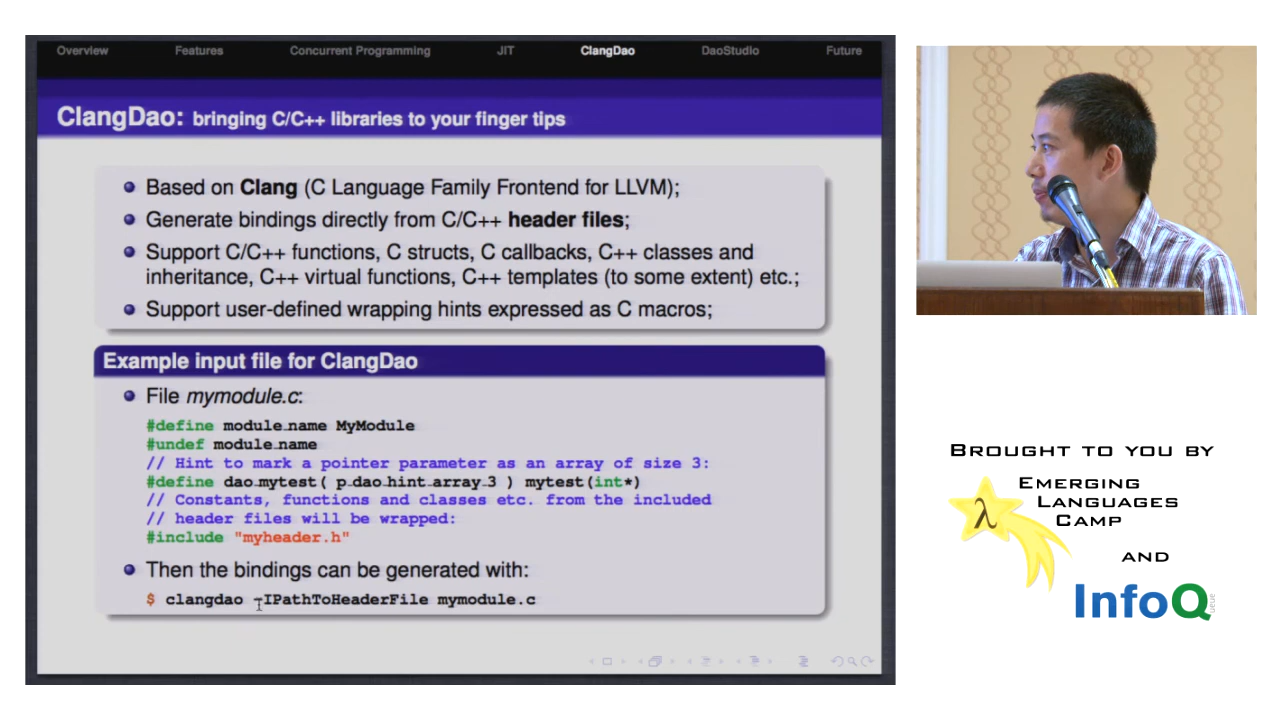 Overview Features Concurrent Programming JIT ClangDao DaoStudio Future
ClangDao: bringing C/C++ libraries to your finger tips
Based on Clang (C Language Family Frontend for LLVM);
Generate bindings directly from C/C++ header files;
Support C/C++ functions, C structs, C callbacks, C++ classes and
inheritance, C++ virtual functions, C++ templates (to some extent) etc.;
Support user-defined wrapping hints expressed as C macros;
Example input file for ClangDao
File mymodule.c:
#define module_name MyModule
#undef module_name
// Hint to mark a pointer parameter as an array of size 3:
#define dao_mytest( p_dao_hint_array_3 ) mytest(int*)
// Constants, functions and classes etc. from the included
// header files will be wrapped:
#include "myheader.h"
Then the bindings can be generated with:
$ clangdao -IPathToHeaderFile mymodule.c
BROUGHT TO YOU BY
EMERGING
LANGUAGES
CAMP
λ
AND
InfoQ
ueue